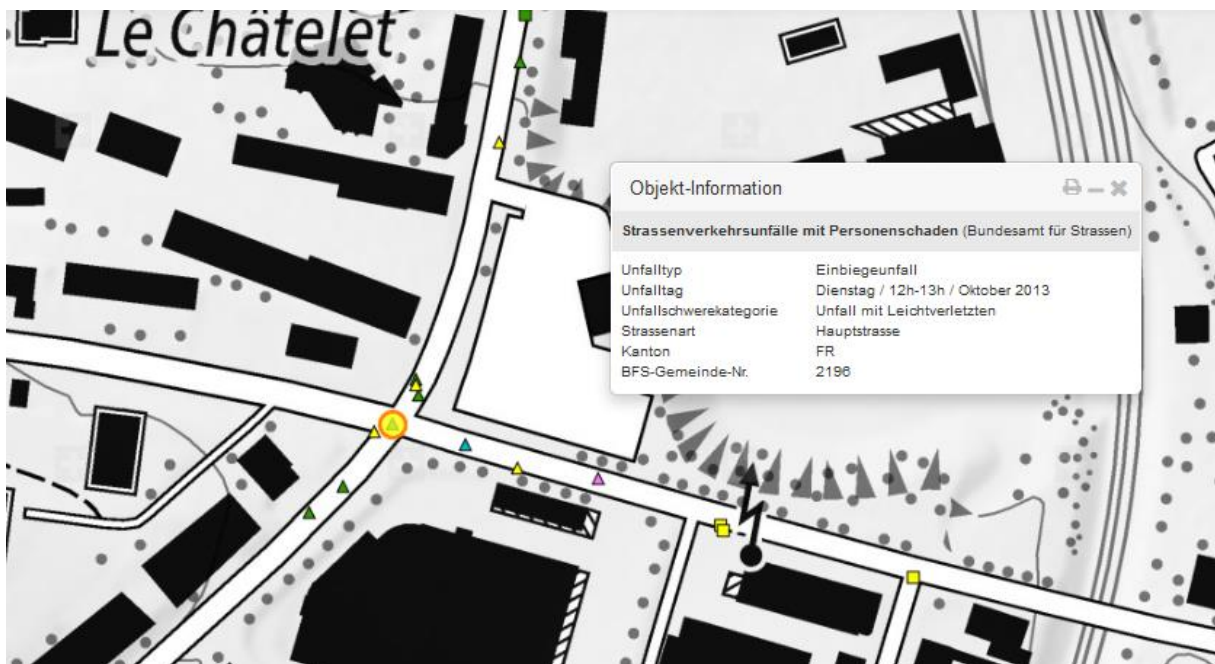 Le Châtelet
Objekt-Information
Strassenverkehrsunfälle mit Personenschaden (Bundesamt für Strassen)
Unfalltyp Einbiegeunfall
Unfalltag Dienstag / 12h-13h / Oktober 2013
Unfallschwerekategorie Unfall mit Leichtverletzten
Strassenart Hauptstrasse
Kanton FR
BFS-Gemeinde-Nr. 2196